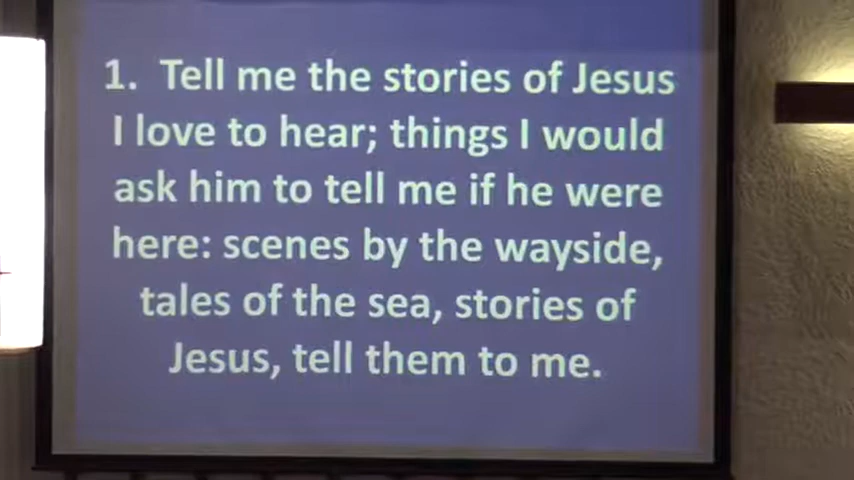 1. Tell me the stories of Jesus
I love to hear; things I would
ask him to tell me if he were
here: scenes by the wayside,
tales of the sea, stories of
Jesus, tell them to me.